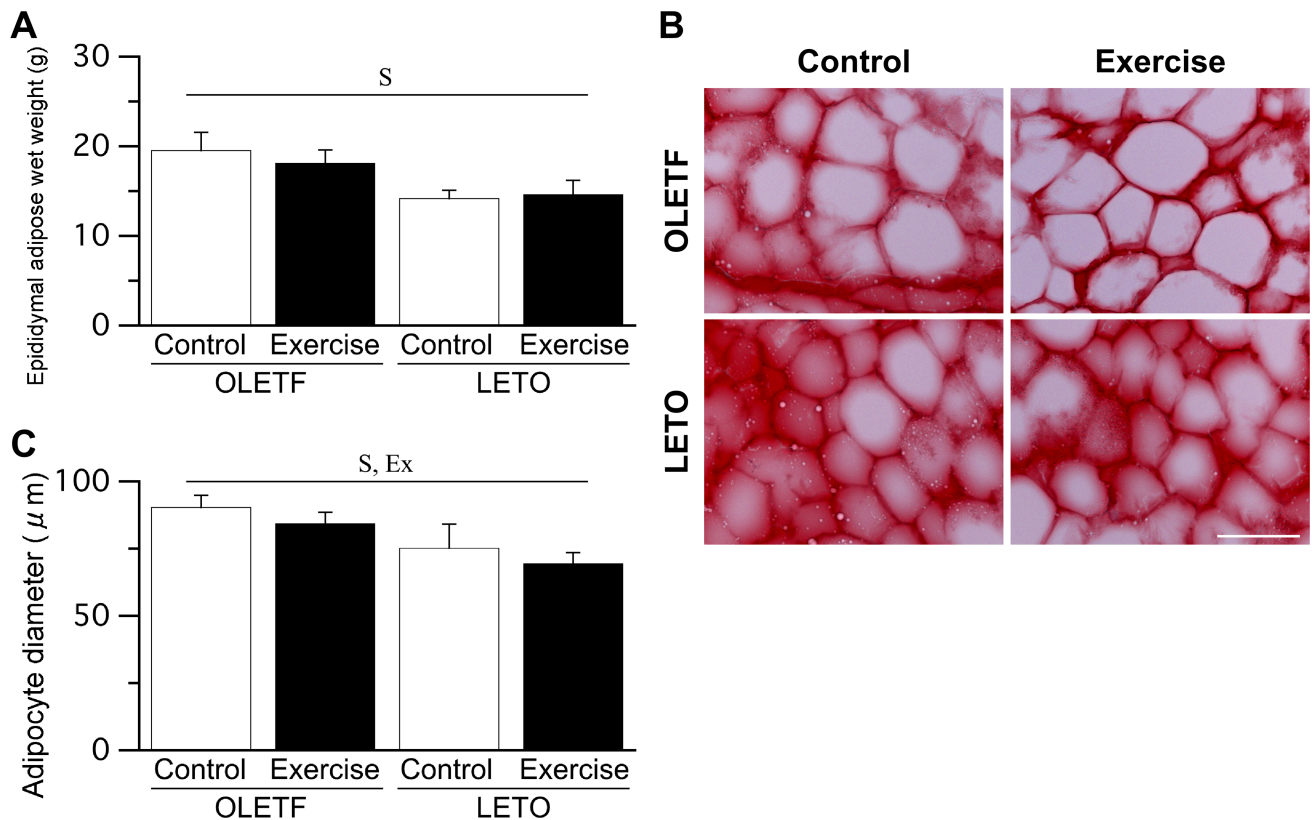 A
Epididymal adipose wet weight (g)
30
20
10
0
S
Control Exercise Control Exercise
OLETF LETO
B
Control Exercise
OLETF
LETO
C
Adipocyte diameter ( μ m)
100
50
0
S, Ex
Control Exercise Control Exercise
OLETF LETO